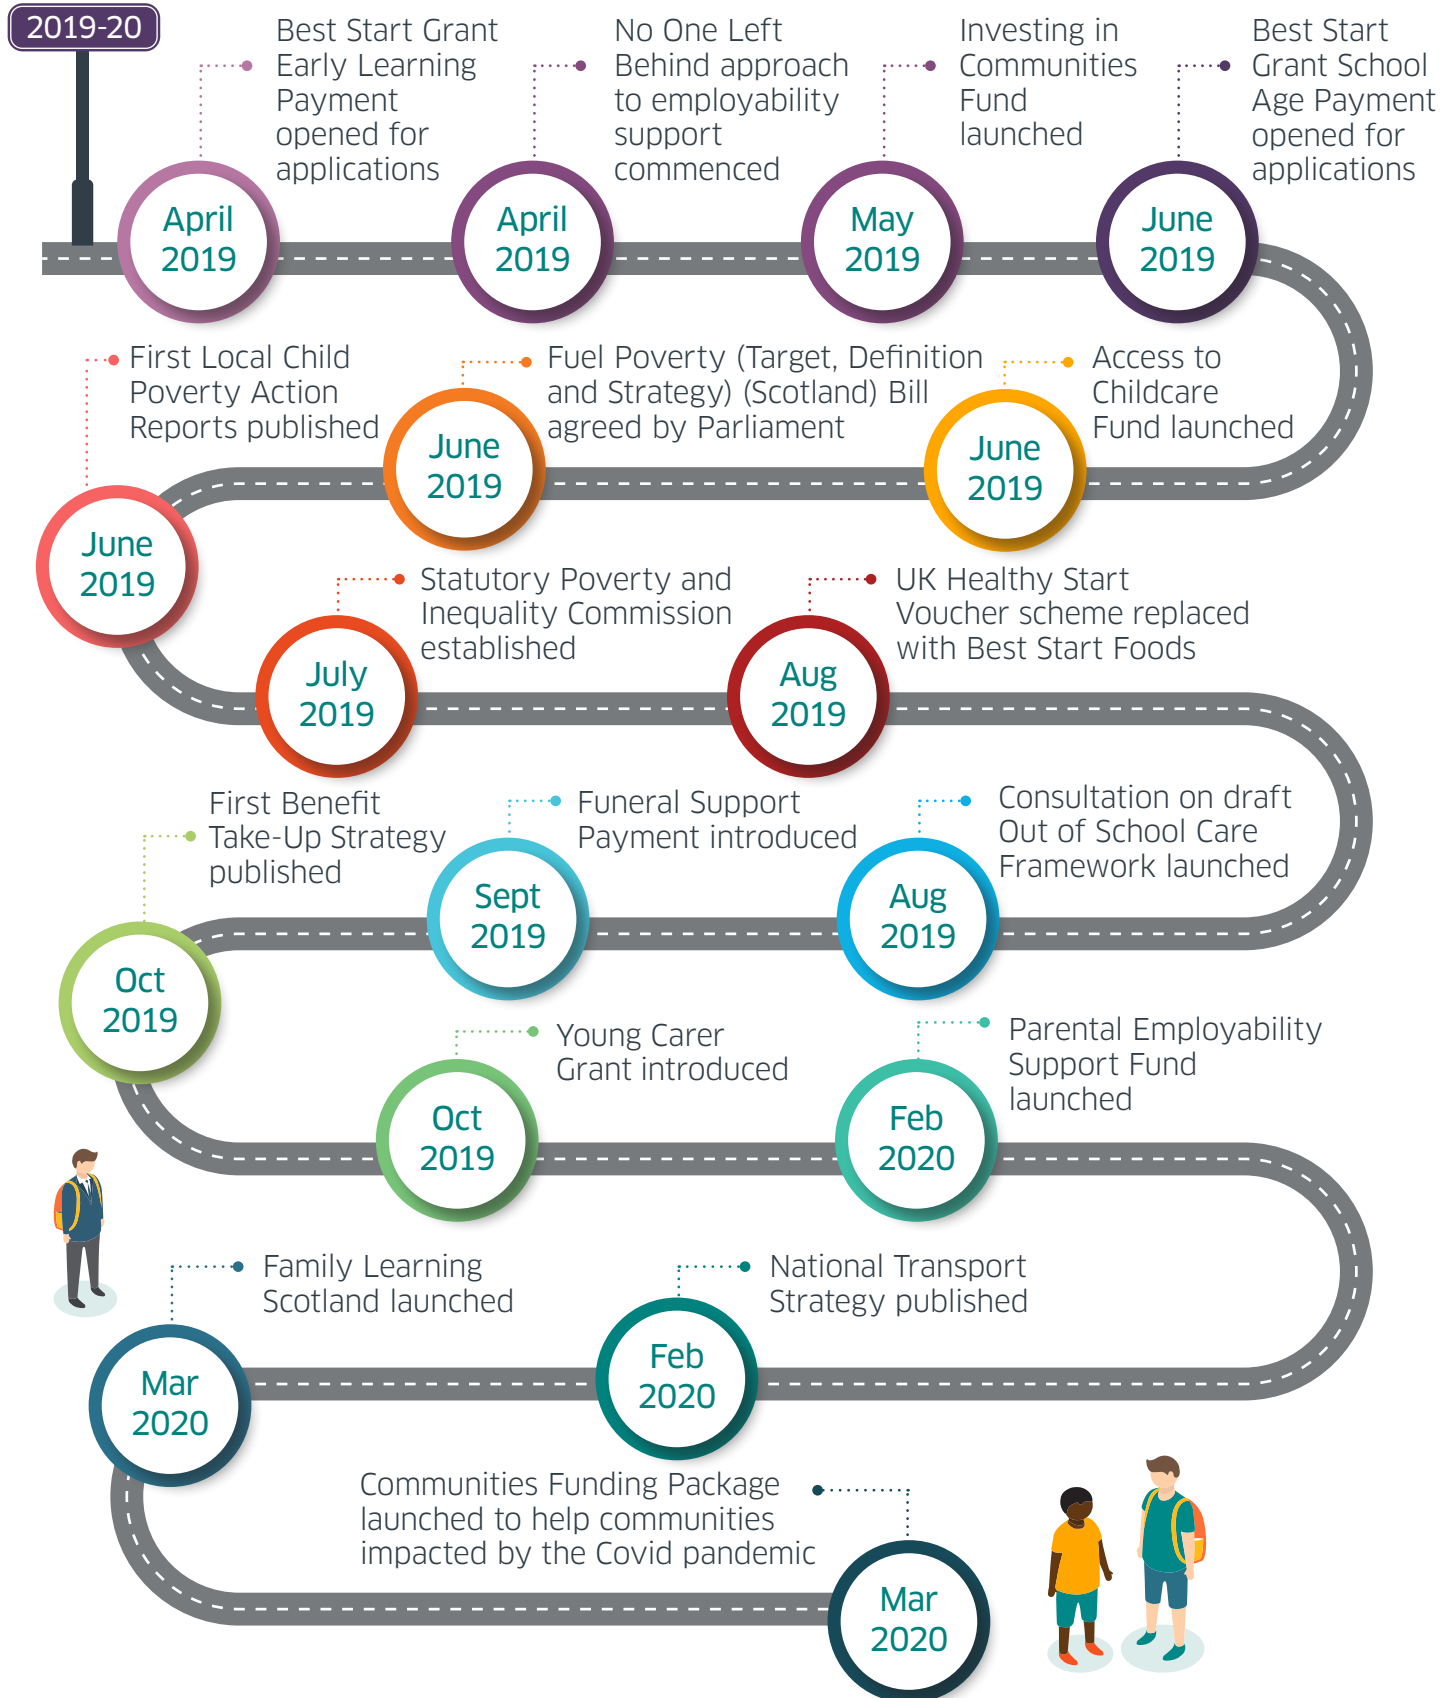 2019-20
Best Start Grant
Early Learning
Payment
opened for
applications
April
2019
No One Left
Behind approach
to employability
support
commenced
April
2019
Investing in
Communities
Fund
launched
May
2019
Best Start
Grant School
Age Payment
opened for
applications
June
2019
Access to
Childcare
Fund launched
June
2019
Fuel Poverty (Target, Definition
and Strategy) (Scotland) Bill
agreed by Parliament
June
2019
First Local Child
Poverty Action
Reports published
June
2019
Statutory Poverty and
Inequality Commission
established
July
2019
UK Healthy Start
Voucher scheme replaced
with Best Start Foods
Aug
2019
Consultation on draft
Out of School Care
Framework launched
Aug
2019
Funeral Support
Payment introduced
Sept
2019
First Benefit
Take-Up Strategy
published
Oct
2019
Young Carer
Grant introduced
Oct
2019
Parental Employability
Support Fund
launched
Feb
2020
National Transport
Strategy published
Feb
2020
Family Learning
Scotland launched
Mar
2020
Communities Funding Package
launched to help communities
impacted by the Covid pandemic
Mar
2020